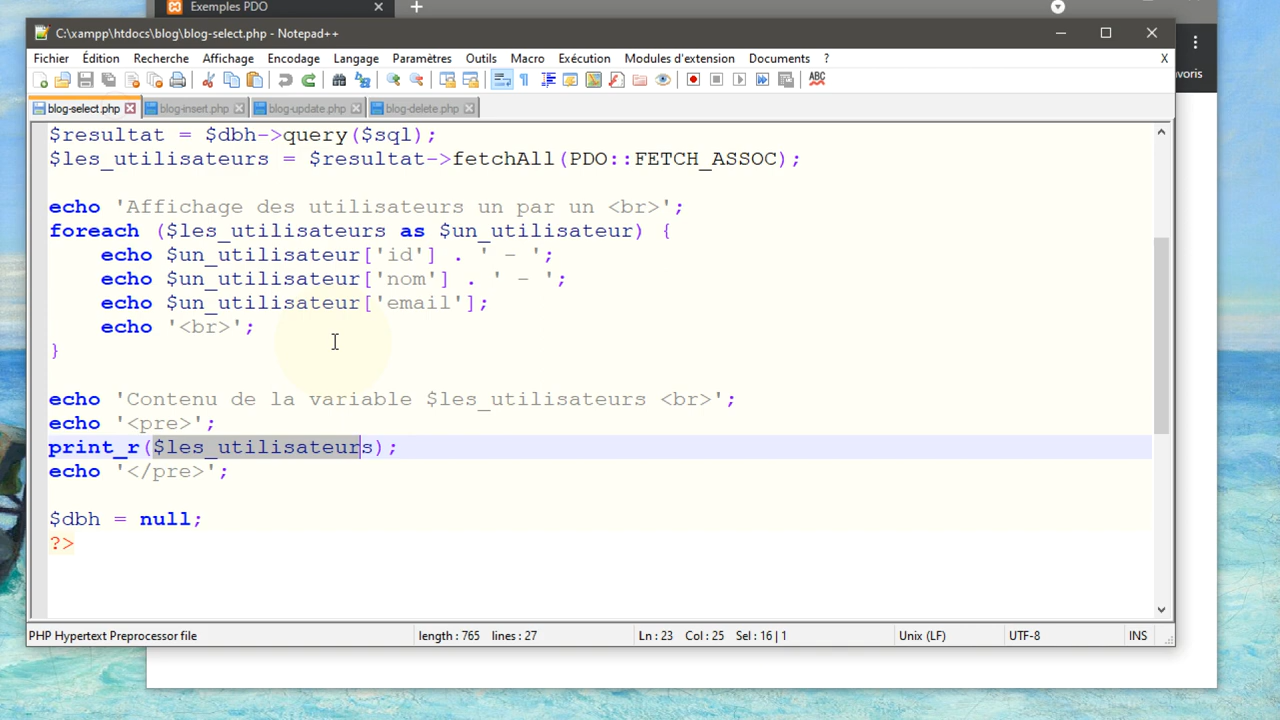 Exemples PDO
C:\xampp\htdocs\blog\blog-select.php - Notepad++
Fichier Édition Recherche Affichage Encodage Langage Paramètres Outils Macro Exécution Modules d'extension Documents ? X
blog-select.php blog-insert.php blog-update.php blog-delete.php
$resultat = $dbh->query($sql);
$les_utilisateurs = $resultat->fetchAll(PDO::FETCH_ASSOC);
echo 'Affichage des utilisateurs un par un <br>';
foreach ($les_utilisateurs as $un_utilisateur) {
echo $un_utilisateur['id'] . ' - ';
echo $un_utilisateur['nom'] . ' - ';
echo $un_utilisateur['email'];
echo '<br>';
}
echo 'Contenu de la variable $les_utilisateurs <br>';
echo '<pre>';
print_r($les_utilisateurs);
echo '</pre>';
$dbh = null;
?>
PHP Hypertext Preprocessor file length : 765 lines : 27 Ln : 23 Col : 25 Sel : 16 | 1 Unix (LF) UTF-8 INS